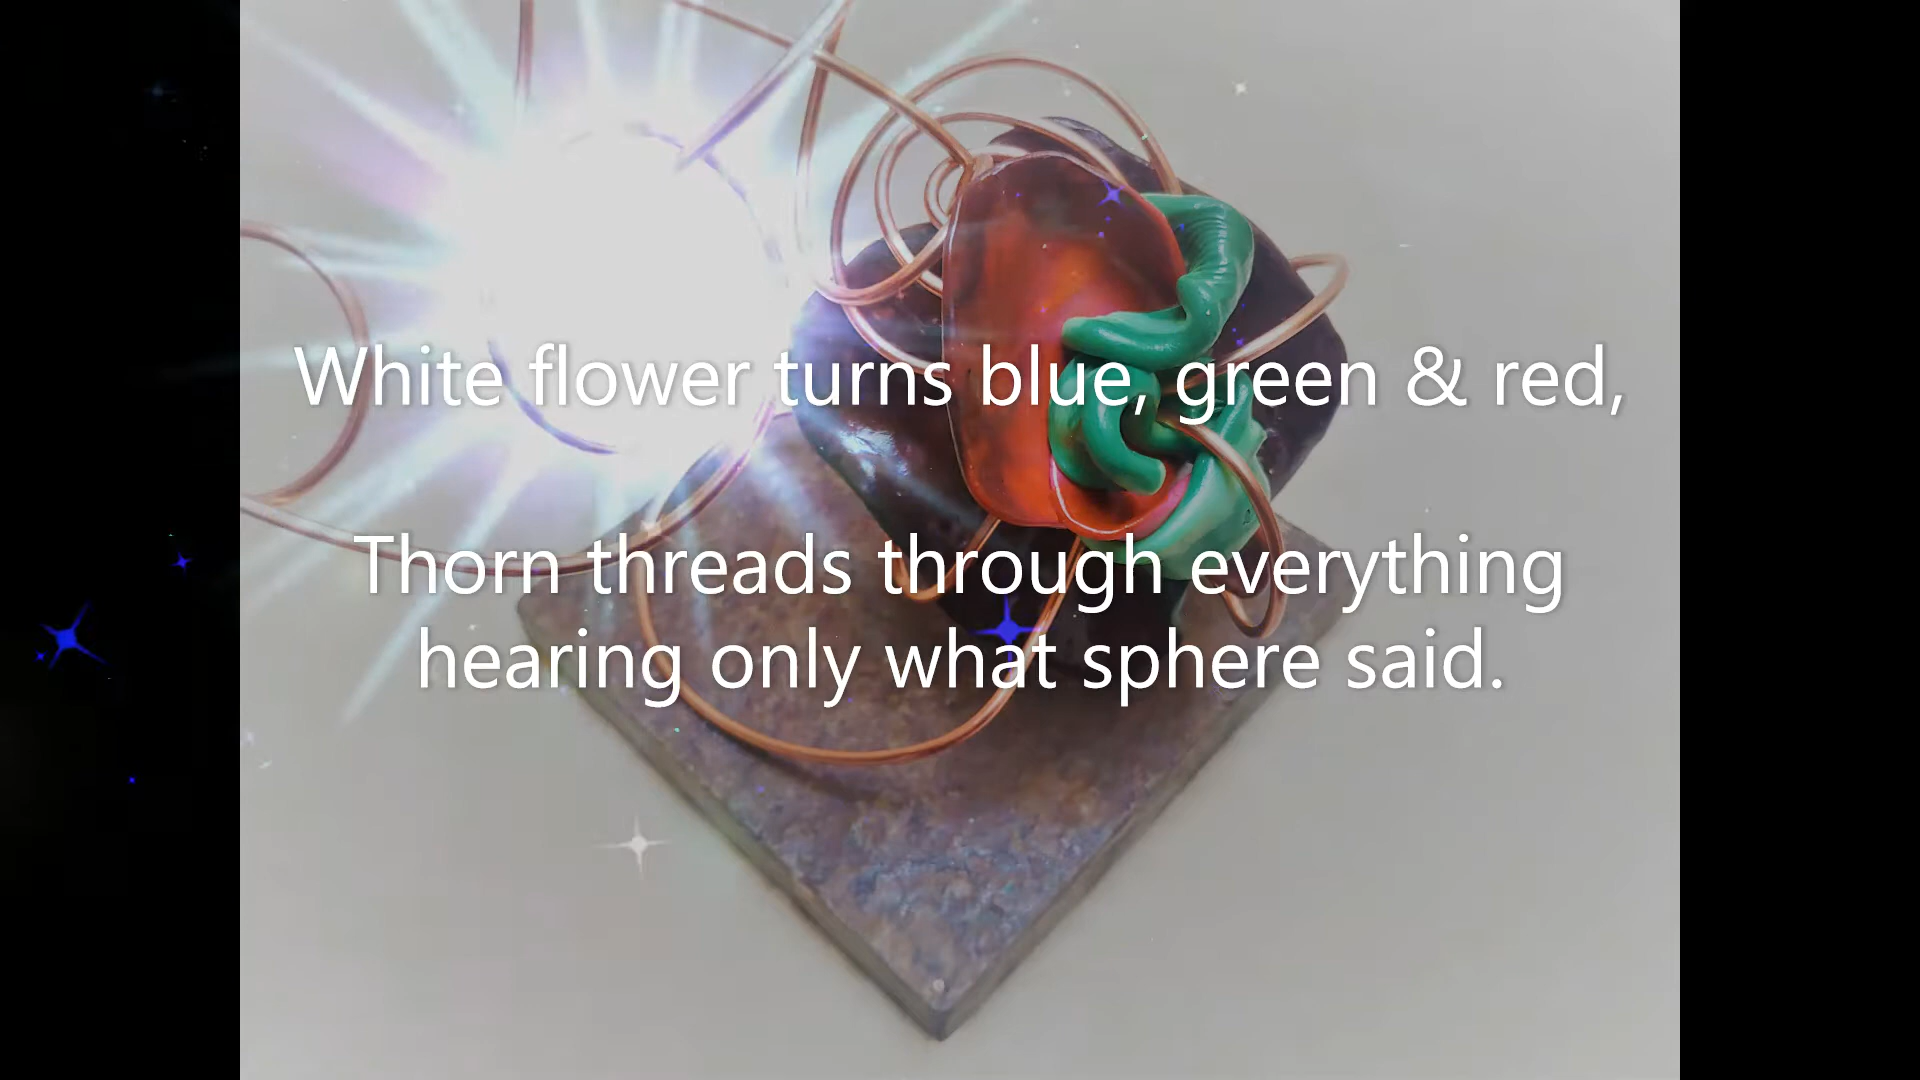 White flower turns blue, green & red,
Thorn threads through everything
hearing only what sphere said.